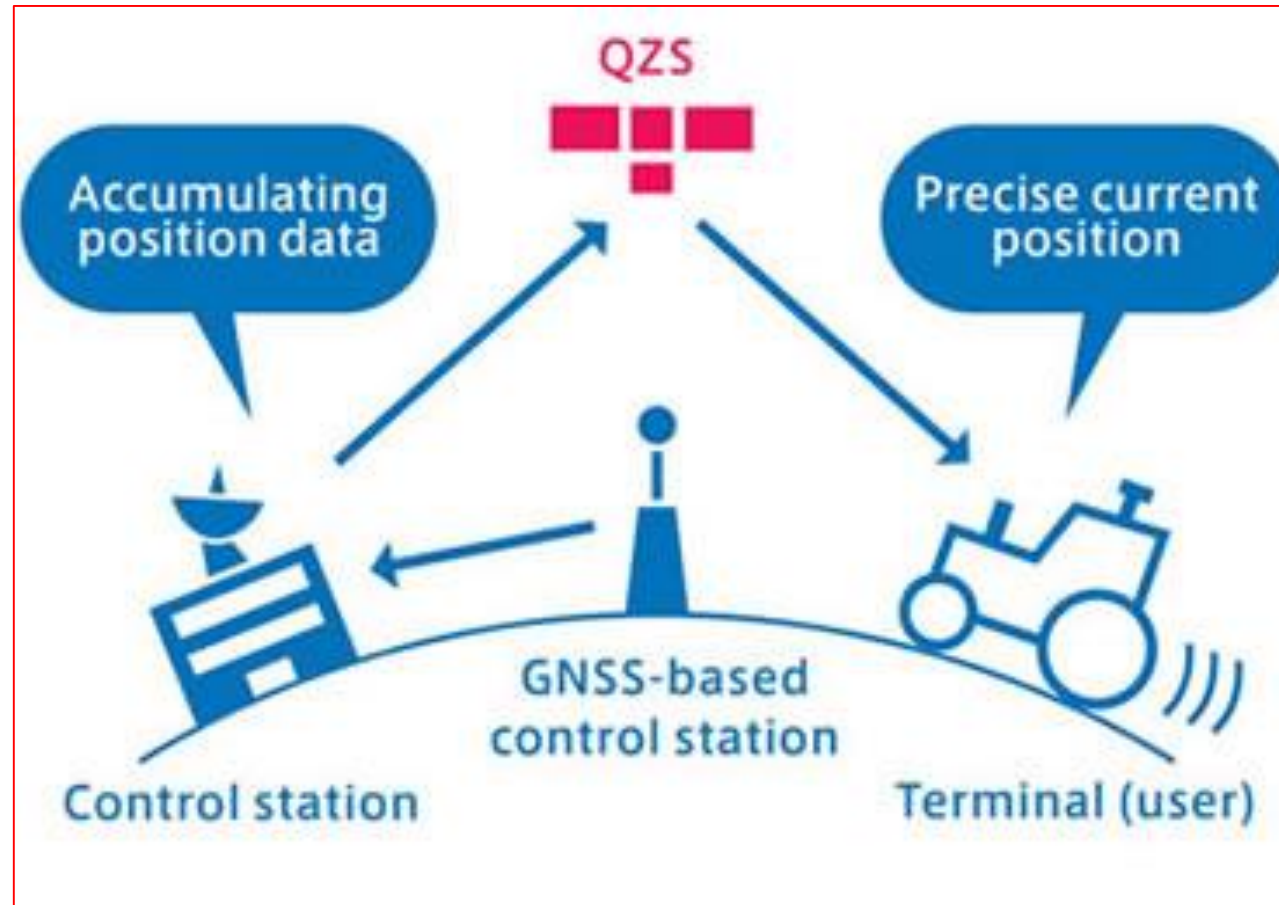 QZS
Accumulating
position data
Precise current
position
GNSS-based
control station
Control station
Terminal (user)